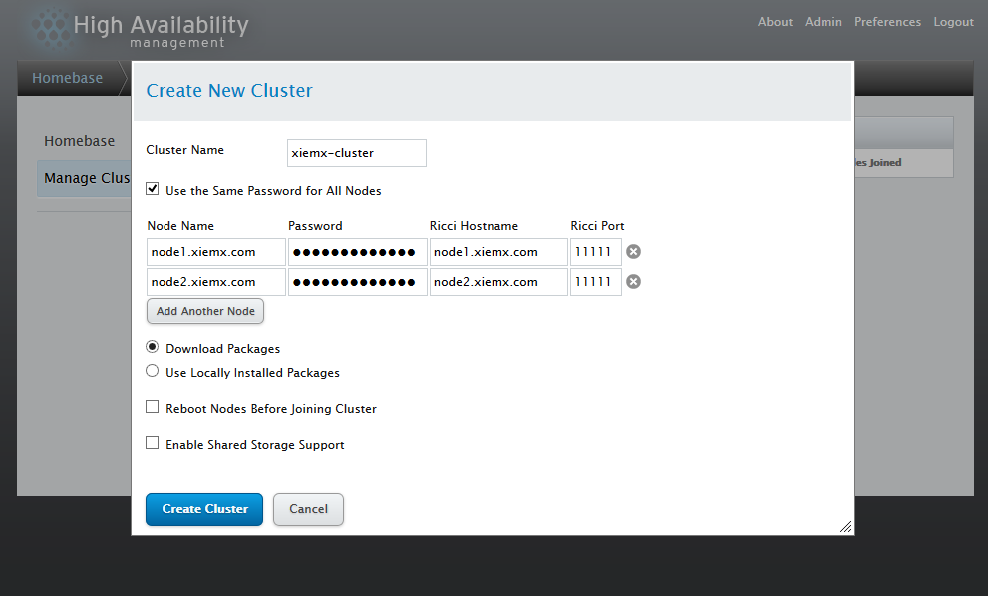 High Availability
management
About Admin Preferences Logout
Homebase
Create New Cluster
Homebase
Manage Clus
es Joined
Cluster Name xiemx-cluster
Use the Same Password for All Nodes
Node Name Password Ricci Hostname Ricci Port
node1.xiemx.com ●●●●●●●●●●●●● node1.xiemx.com 11111
node2.xiemx.com ●●●●●●●●●●●●● node2.xiemx.com 11111
Add Another Node
Download Packages
Use Locally Installed Packages
Reboot Nodes Before Joining Cluster
Enable Shared Storage Support
Create Cluster Cancel